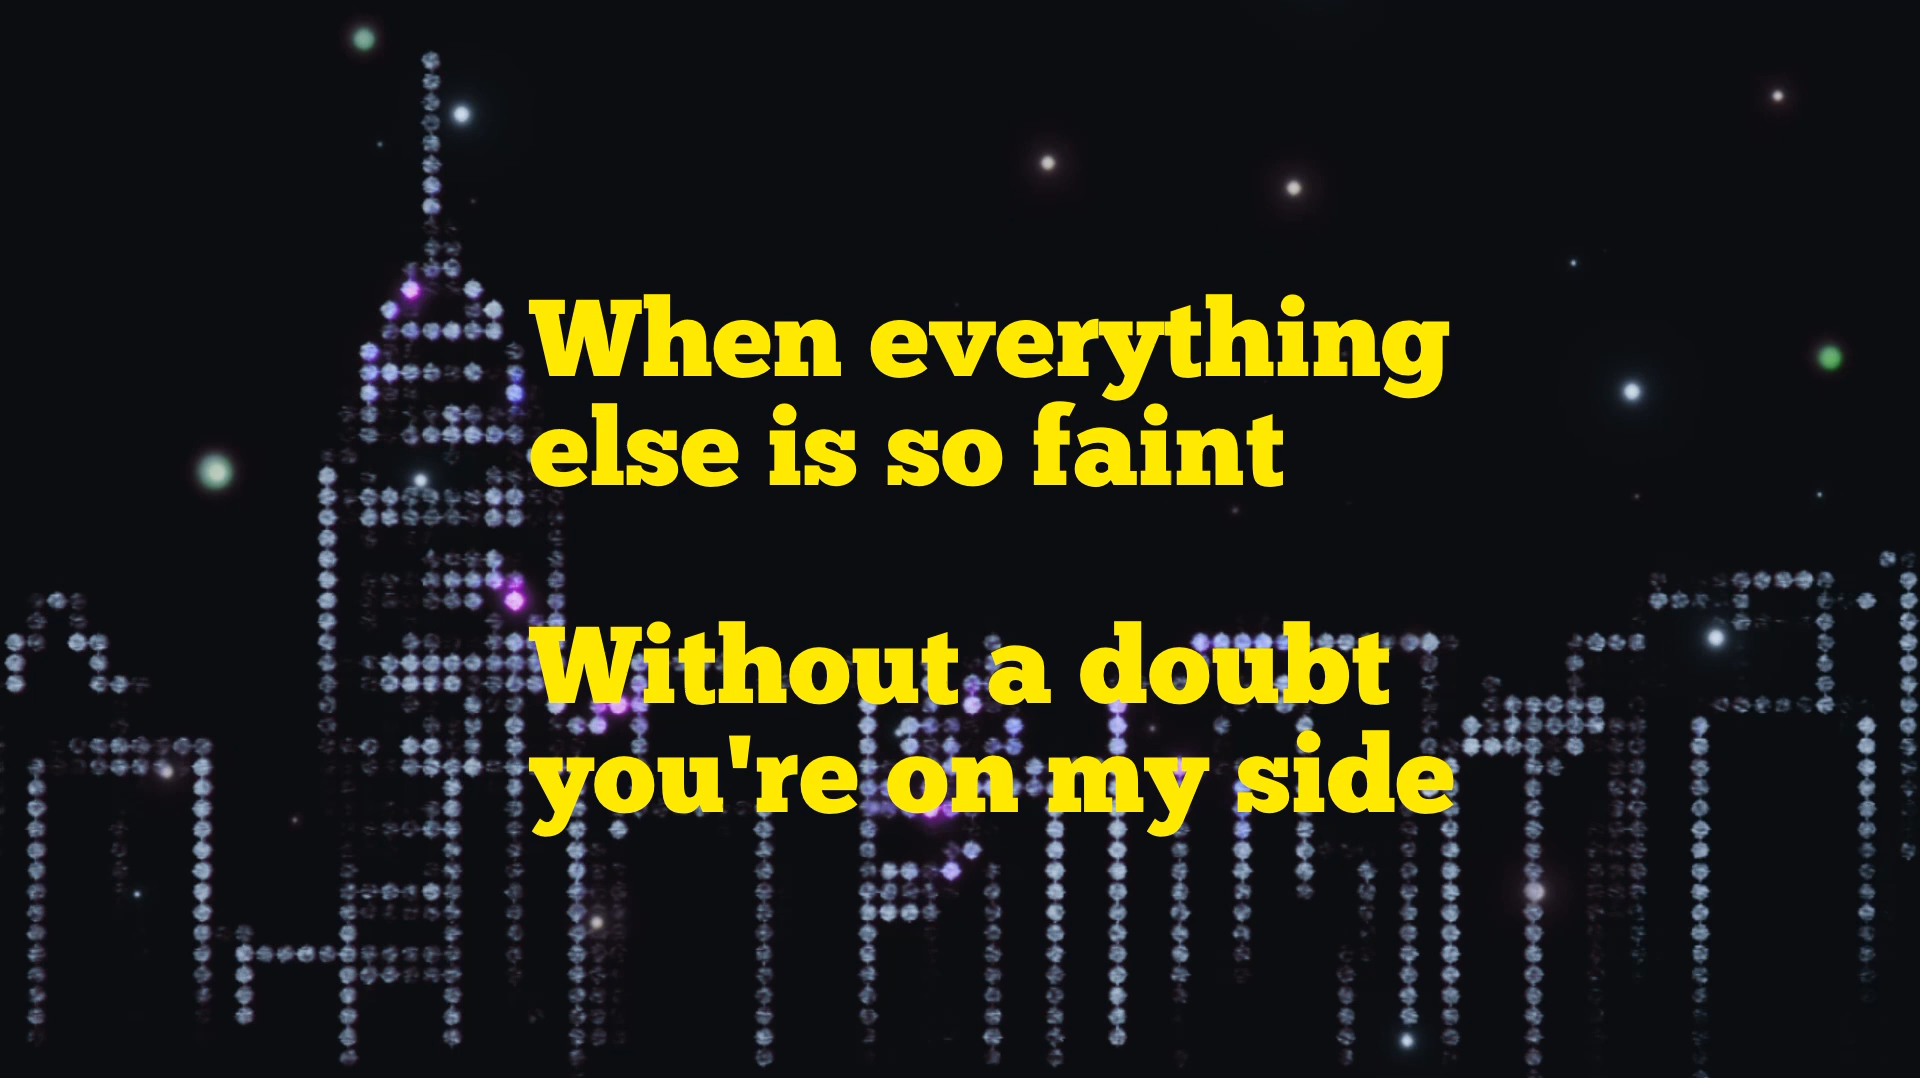 When everything
else is so faint
Without a doubt
you're on my side